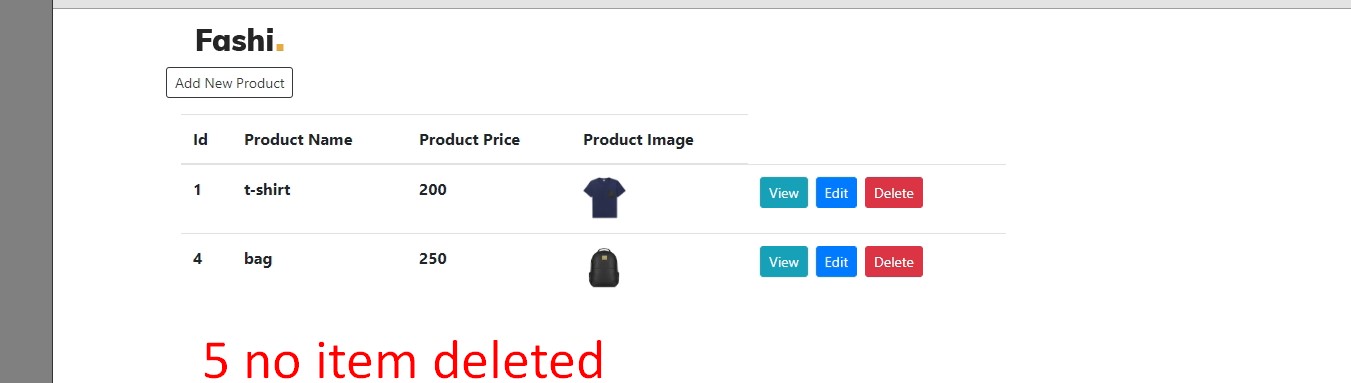 Fashi.
Add New Product
Id Product Name Product Price Product Image
1 t-shirt 200 View Edit Delete
4 bag 250 View Edit Delete
5 no item deleted